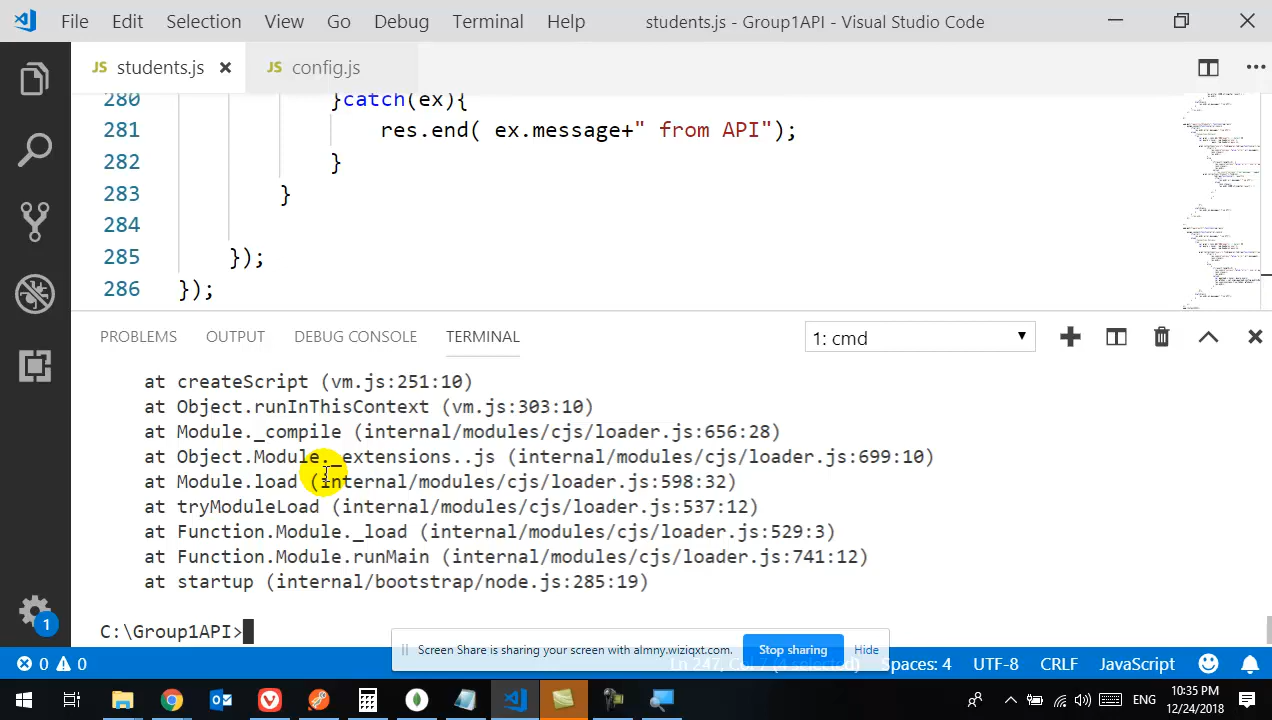 File Edit Selection View Go Debug Terminal Help students.js - Group1API - Visual Studio Code
JS students.js JS config.js
280 }catch(ex){
281 res.end( ex.message+" from API");
282 }
283 }
284
285 });
286 });
PROBLEMS OUTPUT DEBUG CONSOLE TERMINAL 1: cmd
at createScript (vm.js:251:10)
at Object.runInThisContext (vm.js:303:10)
at Module._compile (internal/modules/cjs/loader.js:656:28)
at Object.Module._extensions..js (internal/modules/cjs/loader.js:699:10)
at Module.load (internal/modules/cjs/loader.js:598:32)
at tryModuleLoad (internal/modules/cjs/loader.js:537:12)
at Function.Module._load (internal/modules/cjs/loader.js:529:3)
at Function.Module.runMain (internal/modules/cjs/loader.js:741:12)
at startup (internal/bootstrap/node.js:285:19)
C:\Group1API>
1
Screen Share is sharing your screen with almny.wiziqxt.com. Stop sharing Hide
0 0 Ln 247, Col 7 (4 selected) Spaces: 4 UTF-8 CRLF JavaScript
ENG 10:35 PM
12/24/2018